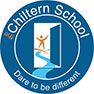 Chiltern School
Dare to be different